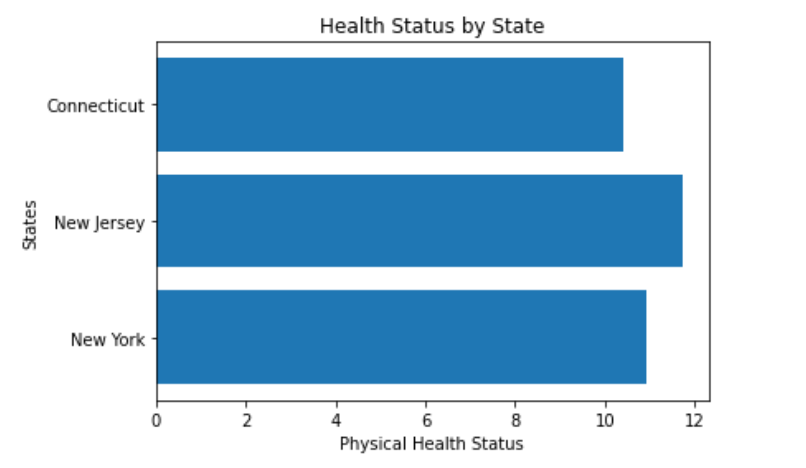 Health Status by State
Connecticut
New Jersey
New York
States
0 2 4 6 8 10 12
Physical Health Status